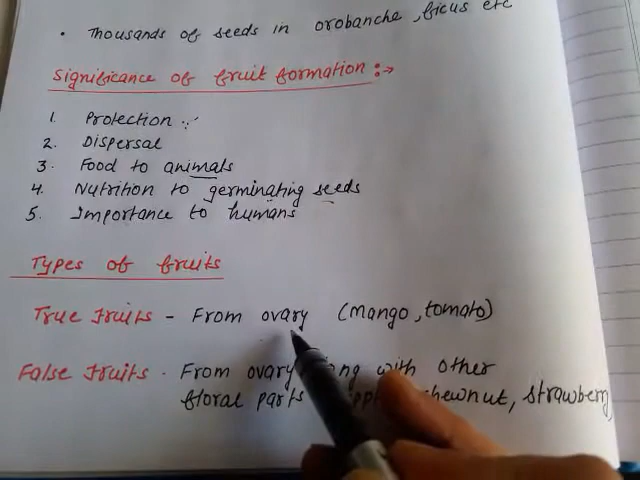 • Thousands of seeds in orobanche, ficus etc
Significance of fruit formation :→
1. Protection
2. Dispersal
3. Food to animals
4. Nutrition to germinating seeds
5. Importance to humans
Types of fruits
True fruits - From ovary (mango, tomato)
False fruits - From ovary with other
floral parts strawberry,